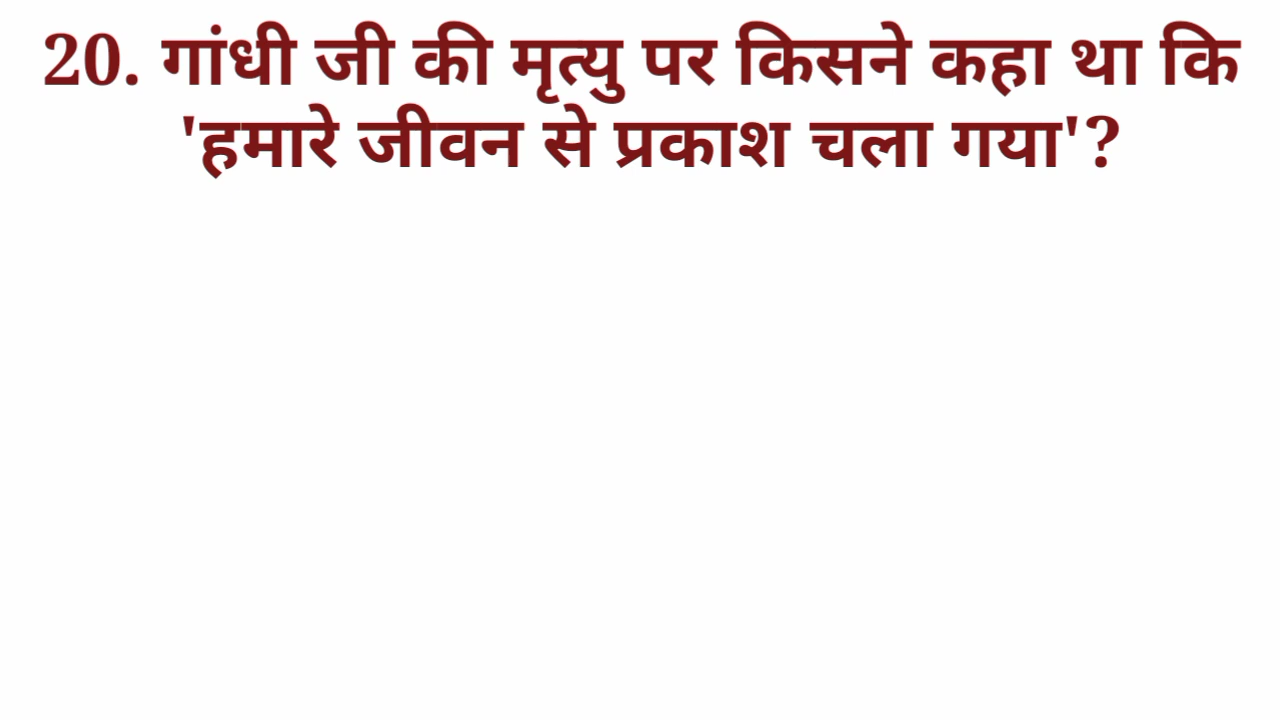 20. गांधी जी की मृत्यु पर किसने कहा था कि
'हमारे जीवन से प्रकाश चला गया'?